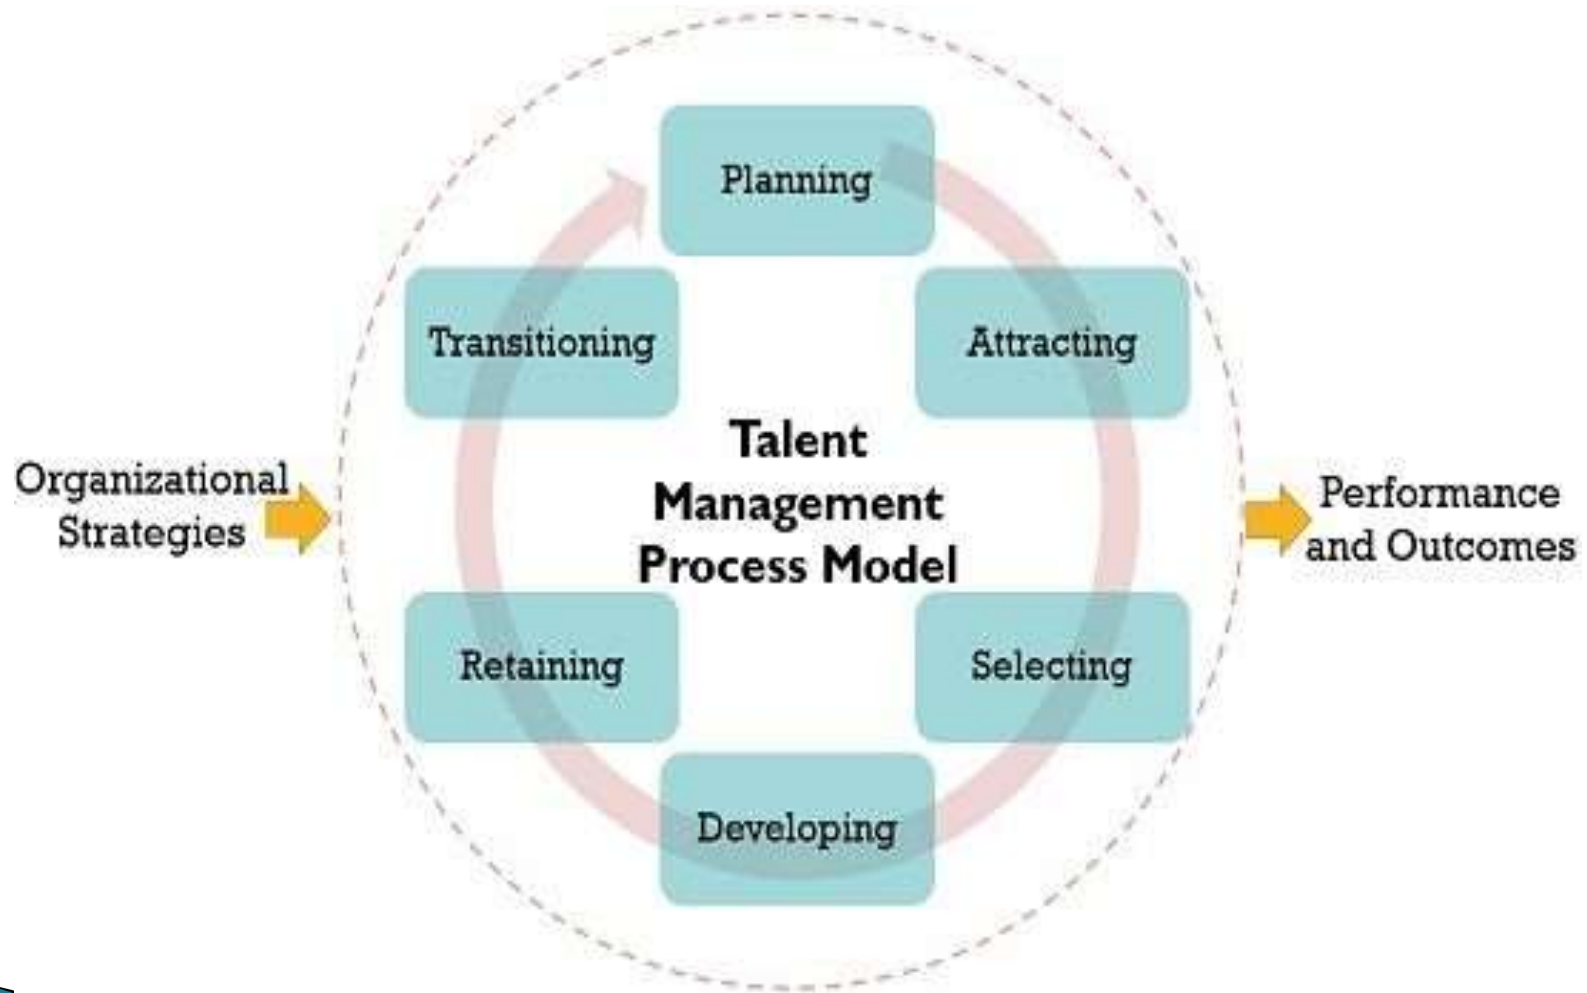 Planning
Transitioning
Attracting
Talent
Management
Process Model
Organizational
Strategies
Performance
and Outcomes
Retaining
Selecting
Developing